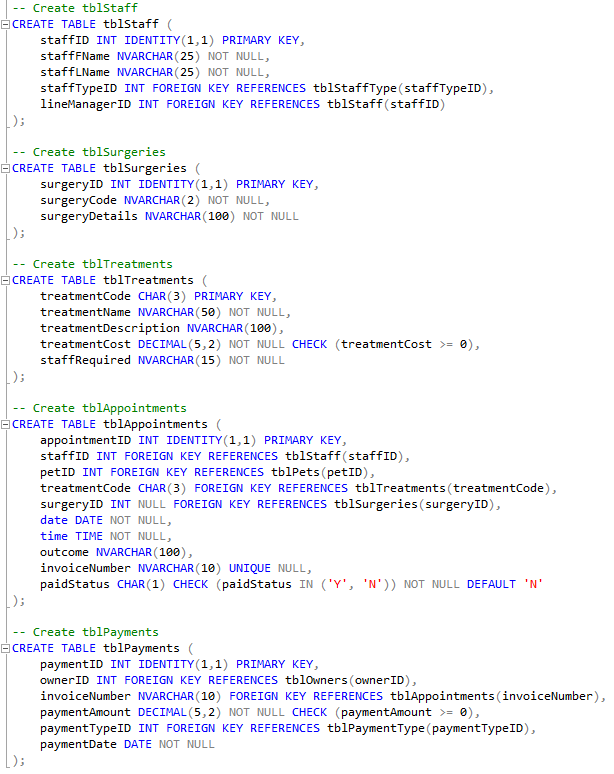 -- Create tblStaff
CREATE TABLE tblStaff (
staffID INT IDENTITY(1,1) PRIMARY KEY,
staffFName NVARCHAR(25) NOT NULL,
staffLName NVARCHAR(25) NOT NULL,
staffTypeID INT FOREIGN KEY REFERENCES tblStaffType(staffTypeID),
lineManagerID INT FOREIGN KEY REFERENCES tblStaff(staffID)
);
-- Create tblSurgeries
CREATE TABLE tblSurgeries (
surgeryID INT IDENTITY(1,1) PRIMARY KEY,
surgeryCode NVARCHAR(2) NOT NULL,
surgeryDetails NVARCHAR(100) NOT NULL
);
-- Create tblTreatments
CREATE TABLE tblTreatments (
treatmentCode CHAR(3) PRIMARY KEY,
treatmentName NVARCHAR(50) NOT NULL,
treatmentDescription NVARCHAR(100),
treatmentCost DECIMAL(5,2) NOT NULL CHECK (treatmentCost >= 0),
staffRequired NVARCHAR(15) NOT NULL
);
-- Create tblAppointments
CREATE TABLE tblAppointments (
appointmentID INT IDENTITY(1,1) PRIMARY KEY,
staffID INT FOREIGN KEY REFERENCES tblStaff(staffID),
petID INT FOREIGN KEY REFERENCES tblPets(petID),
treatmentCode CHAR(3) FOREIGN KEY REFERENCES tblTreatments(treatmentCode),
surgeryID INT NULL FOREIGN KEY REFERENCES tblSurgeries(surgeryID),
date DATE NOT NULL,
time TIME NOT NULL,
outcome NVARCHAR(100),
invoiceNumber NVARCHAR(10) UNIQUE NULL,
paidStatus CHAR(1) CHECK (paidStatus IN ('Y', 'N')) NOT NULL DEFAULT 'N'
);
-- Create tblPayments
CREATE TABLE tblPayments (
paymentID INT IDENTITY(1,1) PRIMARY KEY,
ownerID INT FOREIGN KEY REFERENCES tblOwners(ownerID),
invoiceNumber NVARCHAR(10) FOREIGN KEY REFERENCES tblAppointments(invoiceNumber),
paymentAmount DECIMAL(5,2) NOT NULL CHECK (paymentAmount >= 0),
paymentTypeID INT FOREIGN KEY REFERENCES tblPaymentType(paymentTypeID),
paymentDate DATE NOT NULL
);